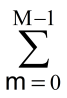 M−1
∑
m = 0